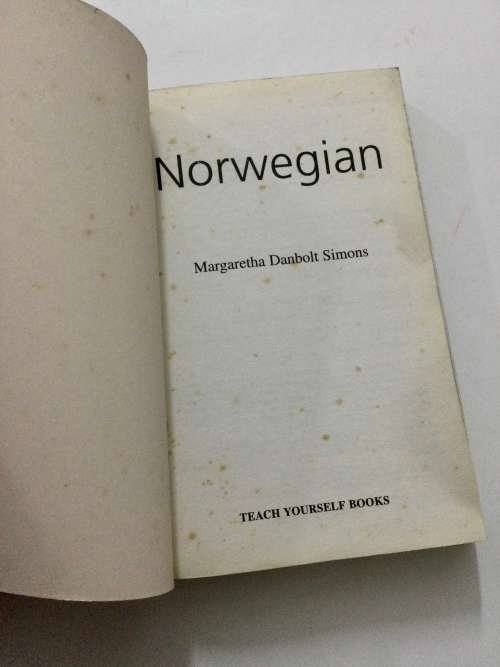 Norwegian
Margaretha Danbolt Simons
TEACH YOURSELF BOOKS